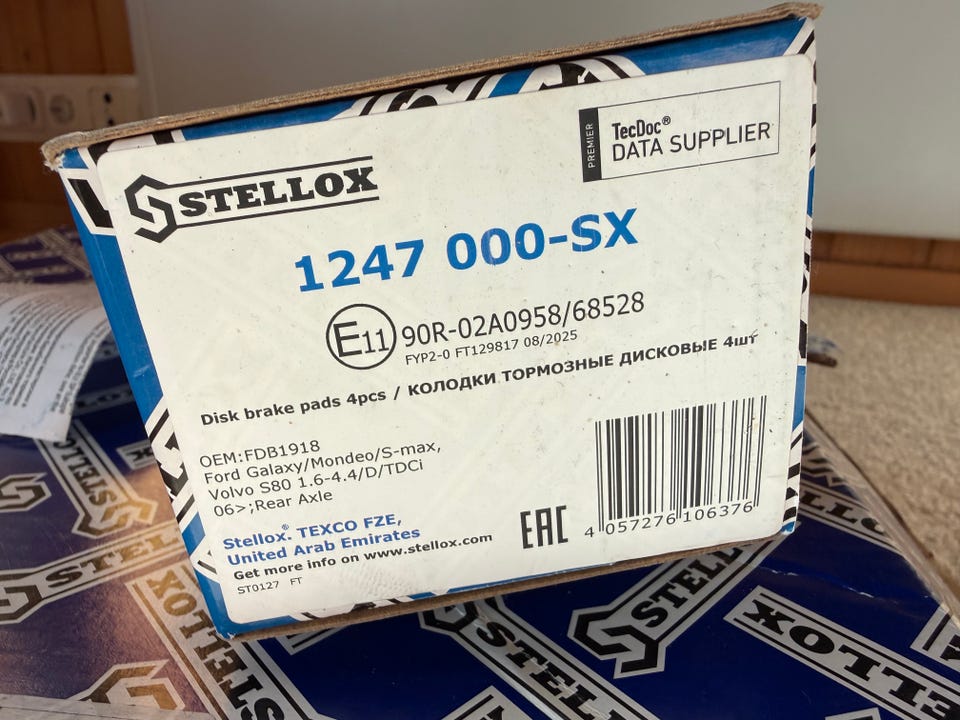 STELLOX
PREMIER
TecDoc®
DATA SUPPLIER
1247 000-SX
E11 90R-02A0958/68528
FYP2-0 FT129817 08/2025
Disk brake pads 4pcs / КОЛОДКИ ТОРМОЗНЫЕ ДИСКОВЫЕ 4шт
OEM:FDB1918
Ford Galaxy/Mondeo/S-max,
Volvo S80 1.6-4.4/D/TDCi
06>;Rear Axle
Stellox® TEXCO FZE,
United Arab Emirates
Get more info on www.stellox.com
ST0127 FT
EAC
4 057276 106376
STELLOX
STELLOX
STELLOX
STELLOX
STELLOX
STELLOX